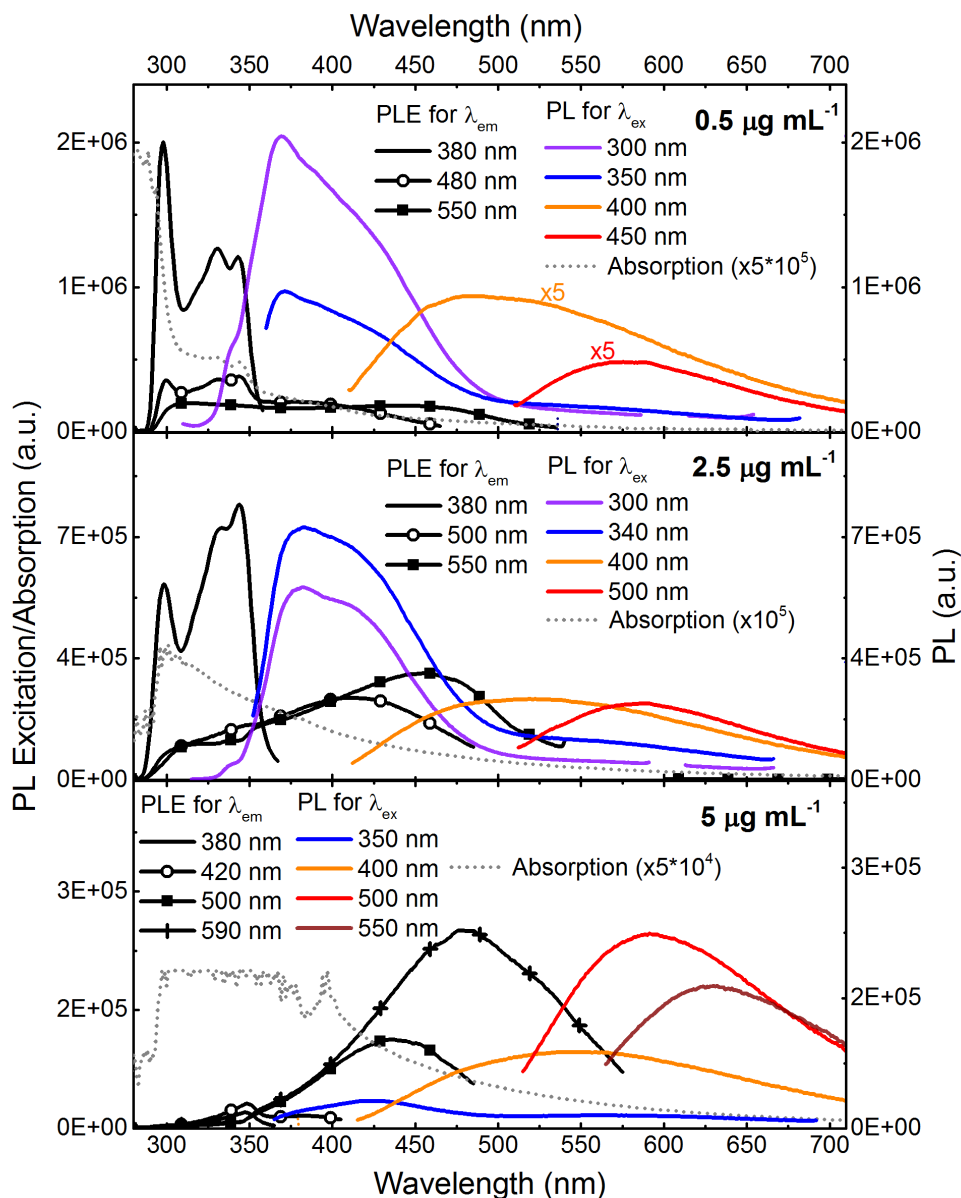 Wavelength (nm)
300 350 400 450 500 550 600 650 700
PL Excitation/Absorption (a.u.)
PL (a.u.)
2E+06
1E+06
0E+00
2E+06
1E+06
0E+00
PLE for λem
380 nm
480 nm
550 nm
PL for λex
300 nm
350 nm
400 nm
450 nm
Absorption (x5*10⁵)
0.5 μg mL⁻¹
x5
x5
7E+05
4E+05
0E+00
7E+05
4E+05
0E+00
PLE for λem
380 nm
500 nm
550 nm
PL for λex
300 nm
340 nm
400 nm
500 nm
Absorption (x10⁵)
2.5 μg mL⁻¹
3E+05
2E+05
0E+00
3E+05
2E+05
0E+00
PLE for λem
380 nm
420 nm
500 nm
590 nm
PL for λex
350 nm
400 nm
500 nm
550 nm
Absorption (x5*10⁴)
5 μg mL⁻¹
300 350 400 450 500 550 600 650 700
Wavelength (nm)